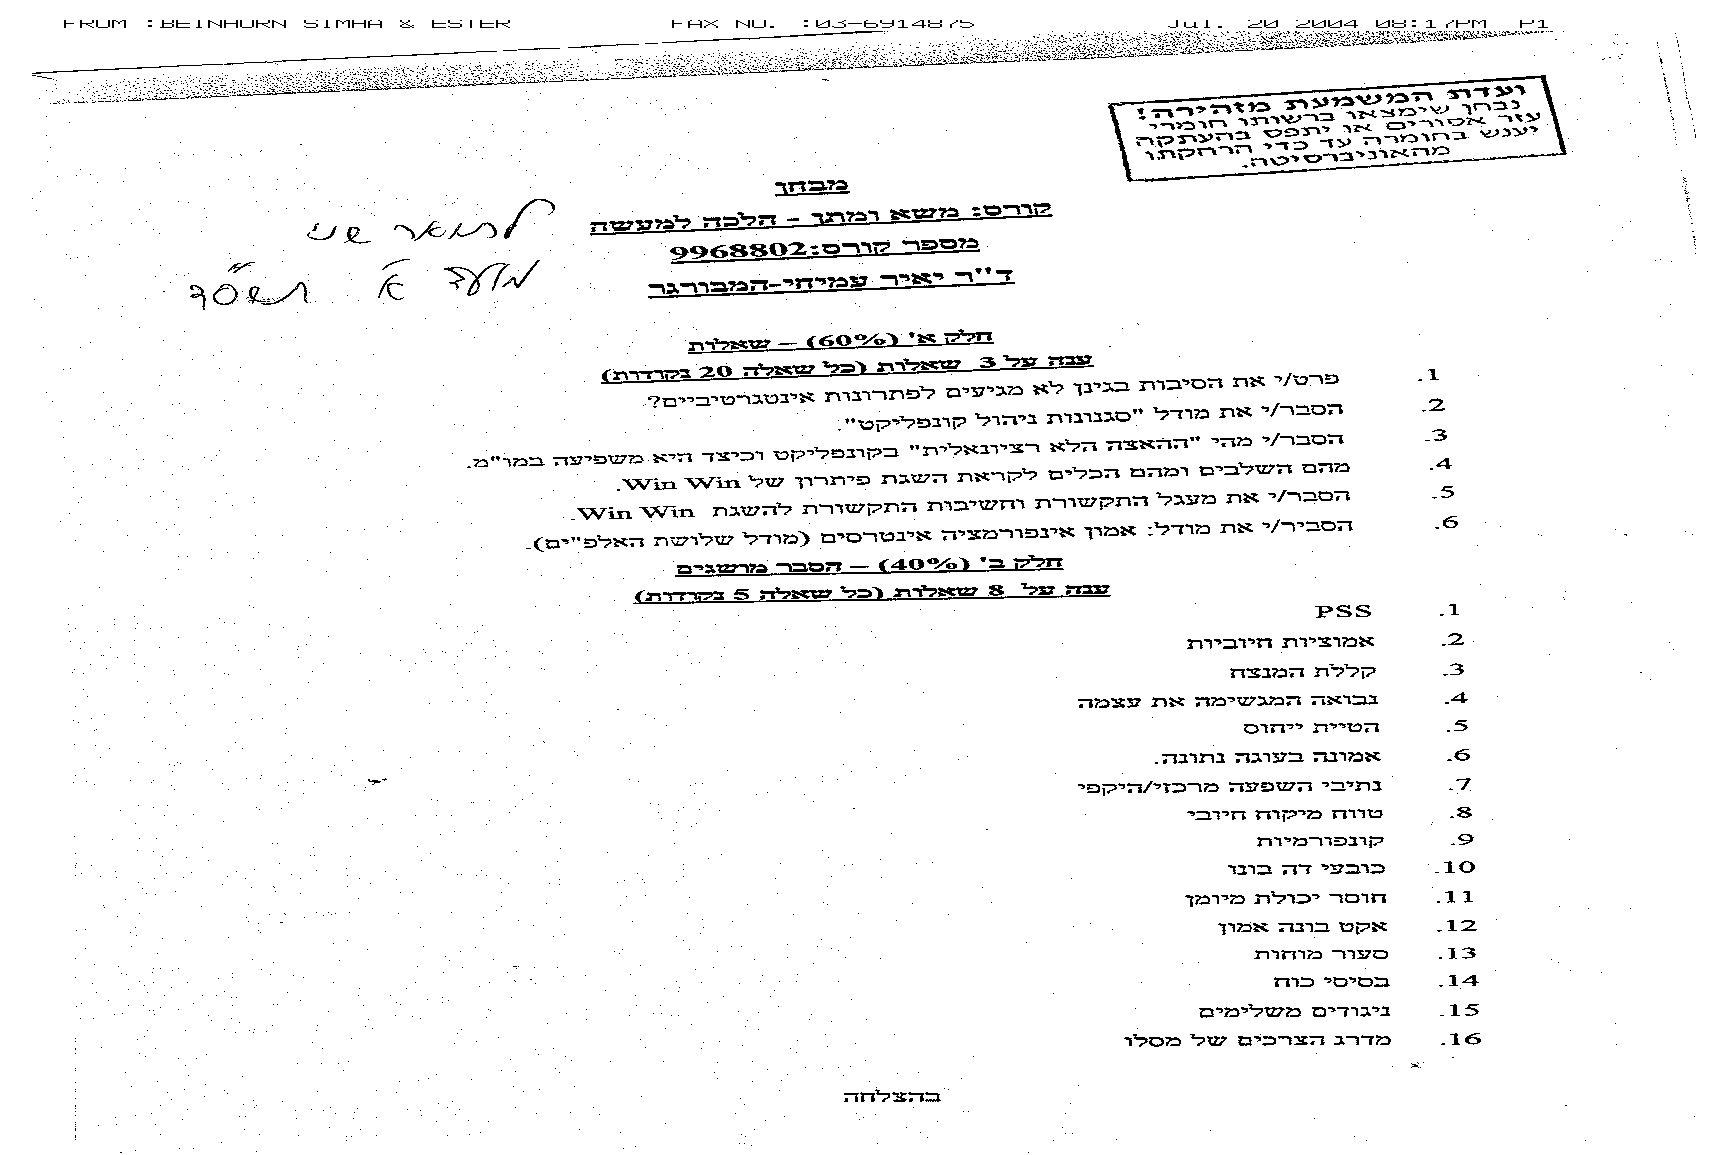 FROM :BEINHORN SIMHA & ESTER FAX NO. :03-6914875 Jul. 20 2004 08:17PM P1
ועדת המשמעת מזהירה!
נבחן שימצאו ברשותו חומרי
עזר אסורים או יתפס בהעתקה
יענש בחומרה עד כדי הרחקתו
מהאוניברסיטה.
מבחן
קורס: משא ומתן - הלכה למעשה
מספר קורס:9968802
ד"ר יאיר עמיחי-המבורגר
לתואר שני
מועד א תשס"ד
חלק א' (60%) – שאלות
ענה על 3 שאלות (כל שאלה 20 נקודות)
1. פרט/י את הסיבות בגינן לא מגיעים לפתרונות אינטגרטיביים?
2. הסבר/י את מודל "סגנונות ניהול קונפליקט".
3. הסבר/י מהי "ההאצה הלא רציונאלית" בקונפליקט וכיצד היא משפיעה במו"מ.
4. מהם השלבים ומהם הכלים לקראת השגת פיתרון של Win Win.
5. הסבר/י את מעגל התקשורת וחשיבות התקשורת להשגת Win Win.
6. הסביר/י את מודל: אמון אינפורמציה אינטרסים (מודל שלושת האלפ"ים).
חלק ב' (40%) – הסבר מושגים
ענה על 8 שאלות (כל שאלה 5 נקודות)
1. PSS
2. אמוציות חיוביות
3. קללת המנצח
4. נבואה המגשימה את עצמה
5. הטיית ייחוס
6. אמונה בעוגה נתונה.
7. נתיבי השפעה מרכזי/היקפי
8. טווח מיקוח חיובי
9. קונפורמיות
10. כובעי דה בונו
11. חוסר יכולת מיומן
12. אקט בונה אמון
13. סעור מוחות
14. בסיסי כוח
15. ניגודים משלימים
16. מדרג הצרכים של מסלו
בהצלחה